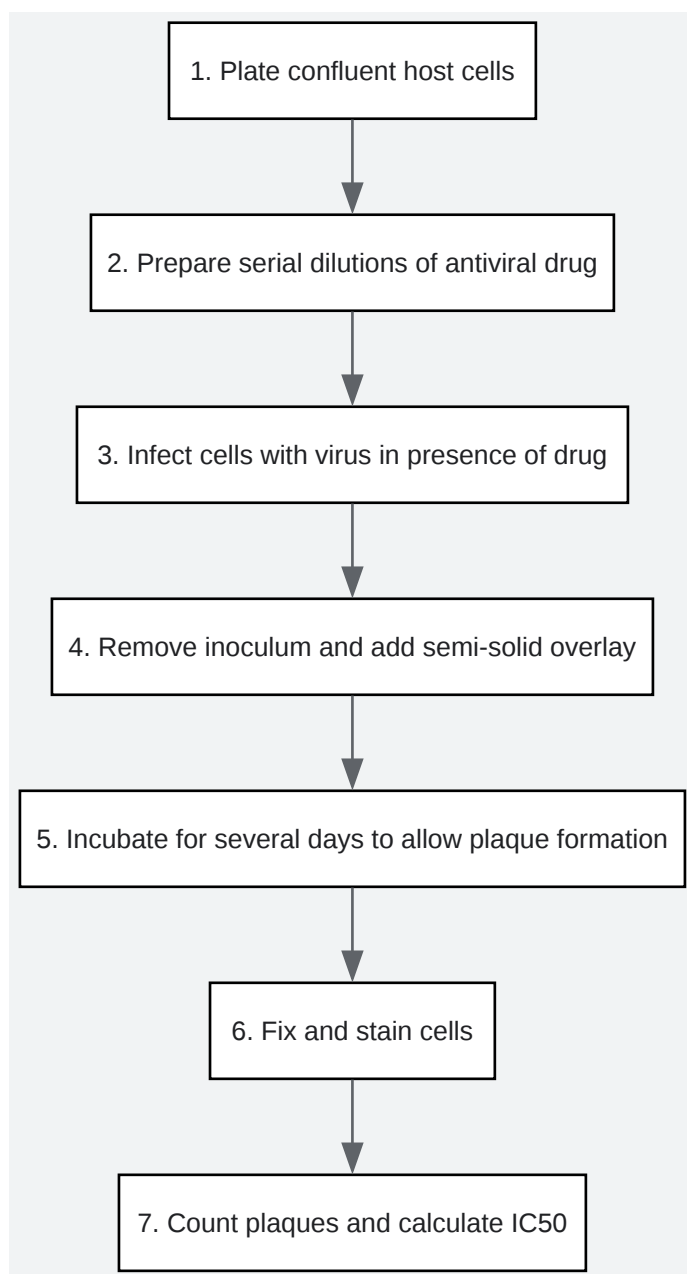 1. Plate confluent host cells
2. Prepare serial dilutions of antiviral drug
3. Infect cells with virus in presence of drug
4. Remove inoculum and add semi-solid overlay
5. Incubate for several days to allow plaque formation
6. Fix and stain cells
7. Count plaques and calculate IC50